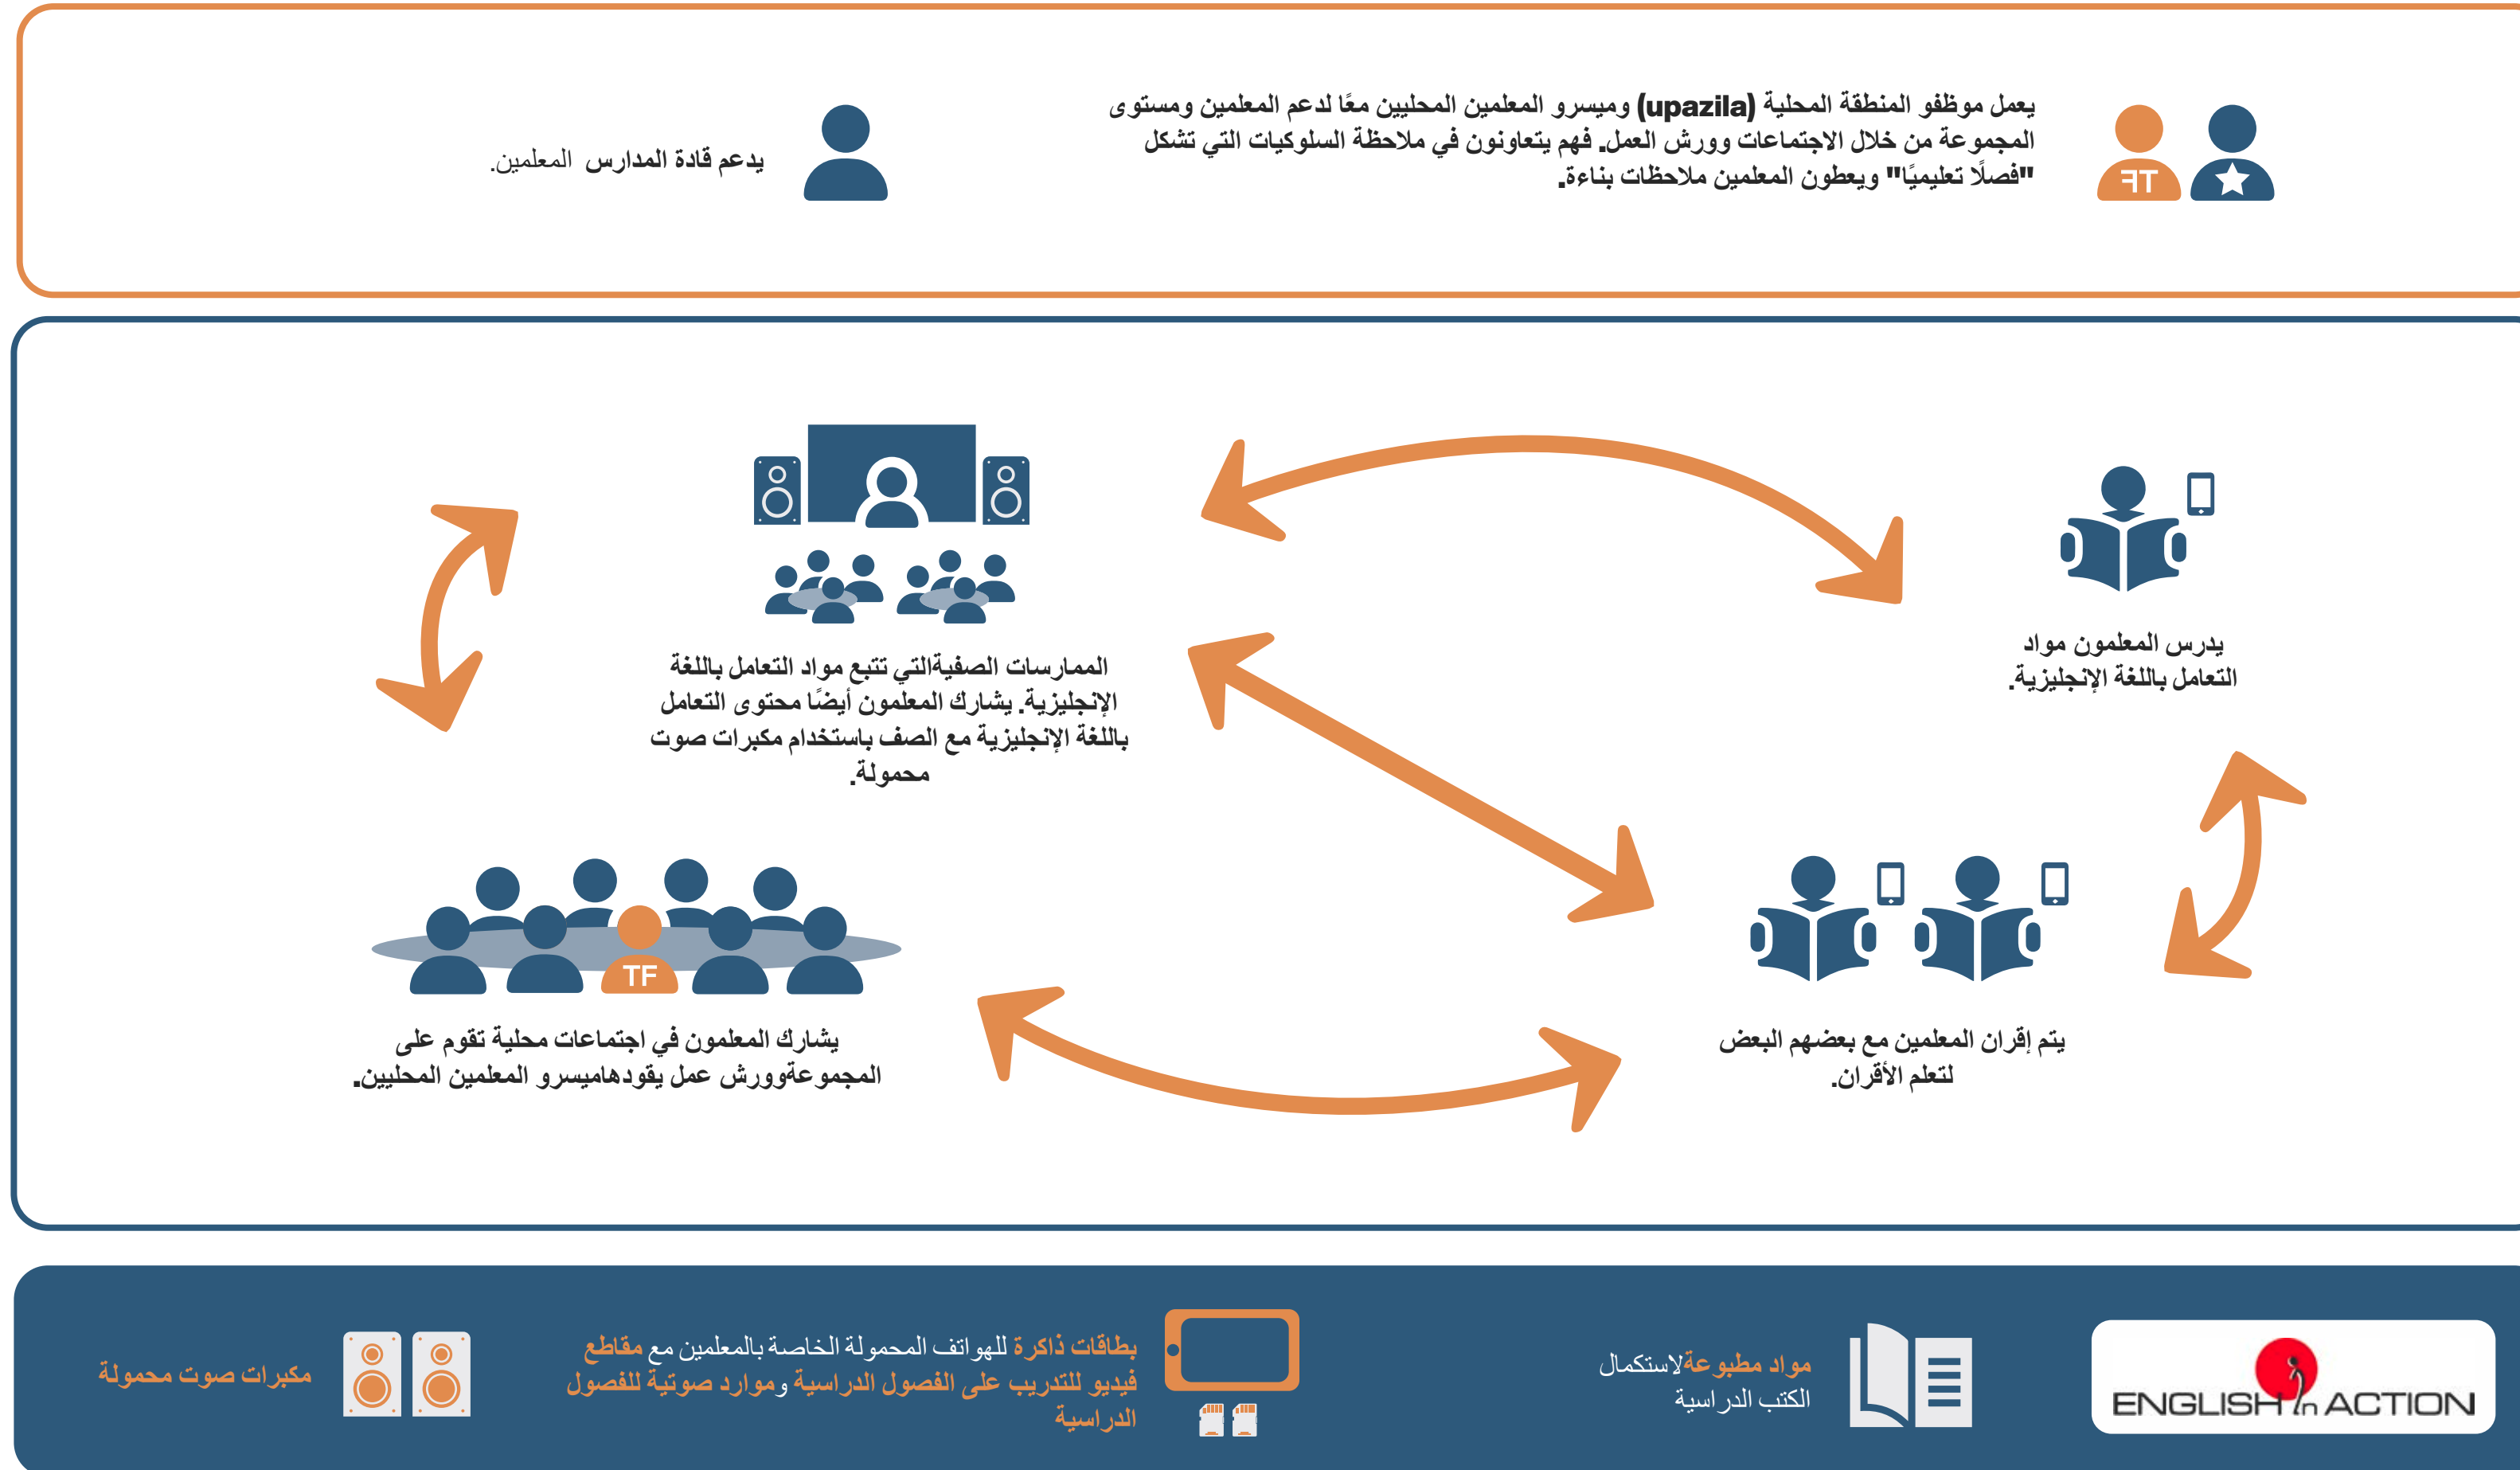 يعمل موظفو المنطقة المحلية (upazila) وميسرو المعلمين المحليين معًا لدعم المعلمين ومستوى
المجموعة من خلال الاجتماعات وورش العمل. فهم يتعاونون في ملاحظة السلوكيات التي تشكل
"فصلًا تعليميًا" ويعطون المعلمين ملاحظات بناءة.
TF
يدعم قادة المدارس المعلمين.
يدرس المعلمون مواد
التعامل باللغة الإنجليزية.
الممارسات الصفيةالتي تتبع مواد التعامل باللغة
الإنجليزية. يشارك المعلمون أيضًا محتوى التعامل
باللغة الإنجليزية مع الصف باستخدام مكبرات صوت
محمولة.
يتم إقران المعلمين مع بعضهم البعض
لتعلم الأقران.
TF
يشارك المعلمون في اجتماعات محلية تقوم على
المجموعةوورش عمل يقودهاميسرو المعلمين المحليين.
ENGLISH in ACTION
مواد مطبوعةلاستكمال
الكتب الدراسية
بطاقات ذاكرة للهواتف المحمولة الخاصة بالمعلمين مع مقاطع
فيديو للتدريب على الفصول الدراسية وموارد صوتية للفصول
الدراسية
مكبرات صوت محمولة